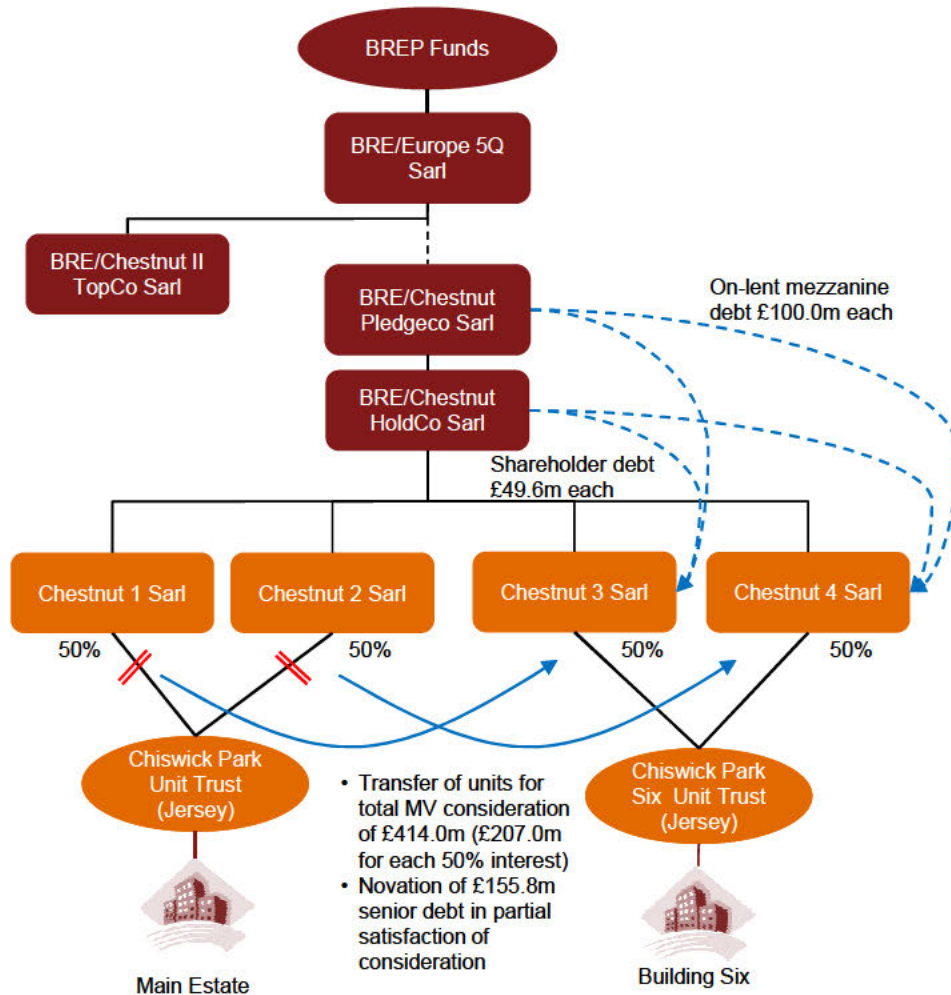 BREP Funds
BRE/Europe 5Q
Sarl
BRE/Chestnut II
TopCo Sarl
BRE/Chestnut
Pledgeco Sarl
On-lent mezzanine
debt £100.0m each
BRE/Chestnut
HoldCo Sarl
Shareholder debt
£49.6m each
Chestnut 1 Sarl
Chestnut 2 Sarl
Chestnut 3 Sarl
Chestnut 4 Sarl
50%
50%
50%
50%
Chiswick Park
Unit Trust
(Jersey)
• Transfer of units for
total MV consideration
of £414.0m (£207.0m
for each 50% interest)
• Novation of £155.8m
senior debt in partial
satisfaction of
consideration
Chiswick Park
Six Unit Trust
(Jersey)
Main Estate
Building Six